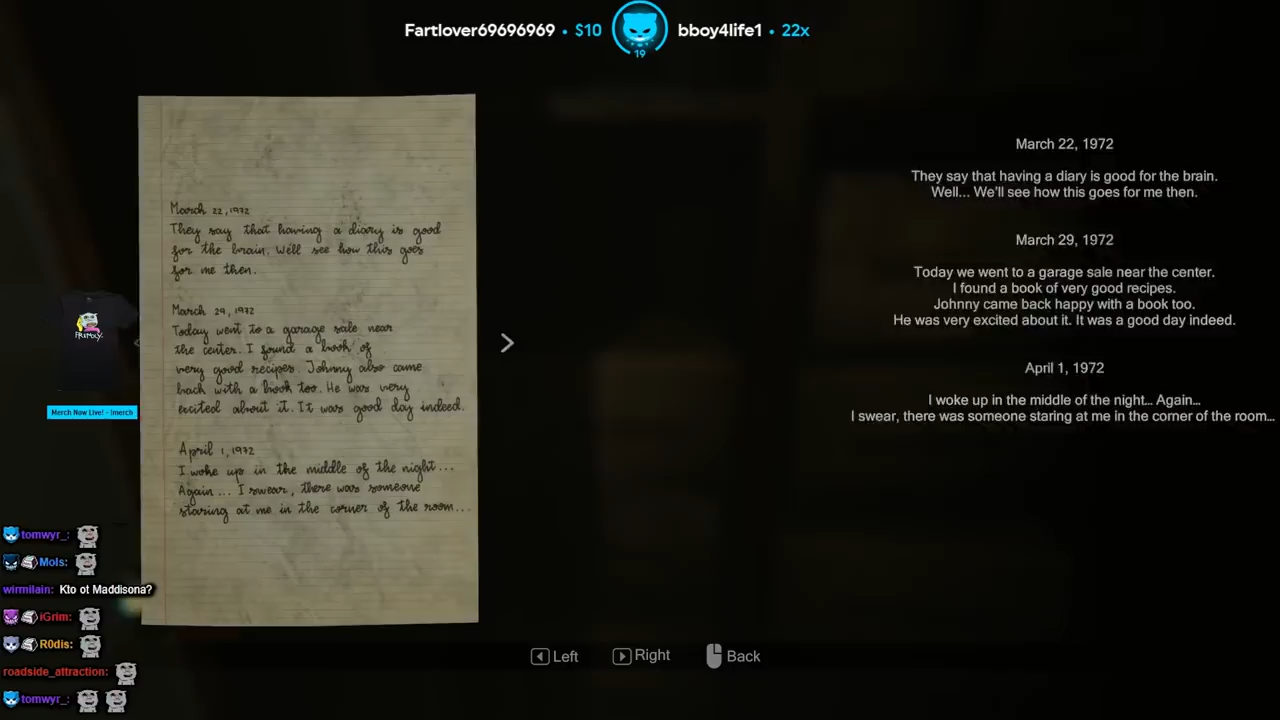 Fartlover69696969 • $10
19
bboy4life1 • 22x
March 22, 1972
They say that having a diary is good
for the brain. We'll see how this goes
for me then.
March 29, 1972
Today went to a garage sale near
the center. I found a book of
very good recipes. Johnny also came
back with a book too. He was very
excited about it. It was good day indeed.
April 1, 1972
I woke up in the middle of the night...
Again... I swear, there was someone
staring at me in the corner of the room...
March 22, 1972
They say that having a diary is good for the brain.
Well... We'll see how this goes for me then.
March 29, 1972
Today we went to a garage sale near the center.
I found a book of very good recipes.
Johnny came back happy with a book too.
He was very excited about it. It was a good day indeed.
April 1, 1972
I woke up in the middle of the night... Again...
I swear, there was someone staring at me in the corner of the room...
Merch Now Live! - !merch
tomwyr_:
Mols:
wirmilain: Kto ot Maddisona?
iGrim:
R0dis:
roadside_attraction:
tomwyr_:
Left
Right
Back